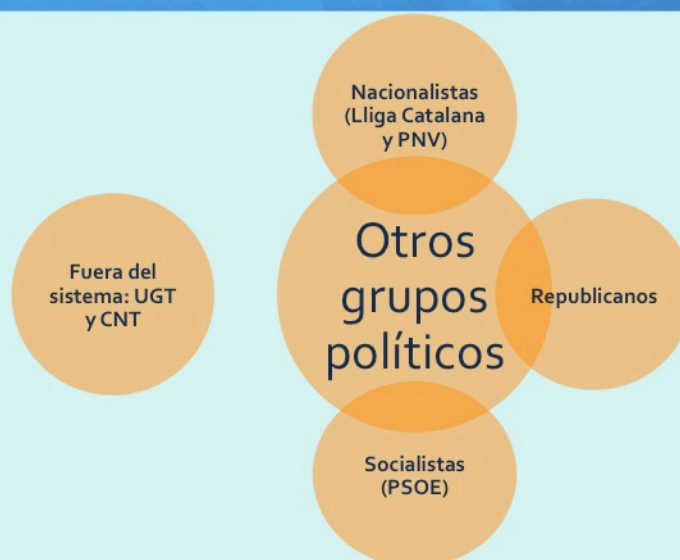 Nacionalistas
(Lliga Catalana
y PNV)
Otros
grupos
políticos
Fuera del
sistema: UGT
y CNT
Republicanos
Socialistas
(PSOE)